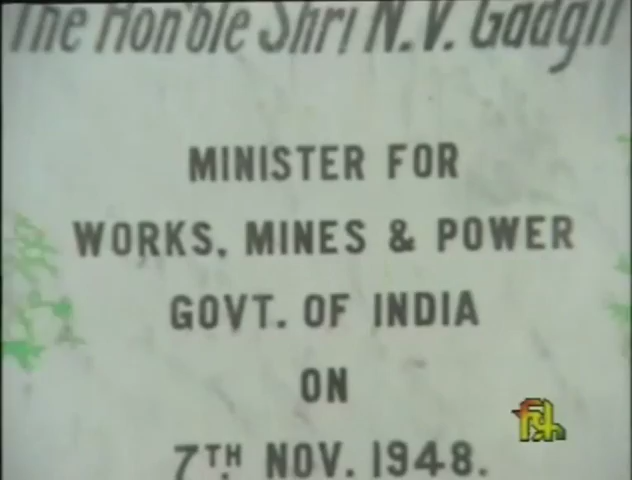 The Hon'ble Shri N.V. Gadgil
MINISTER FOR
WORKS, MINES & POWER
GOVT. OF INDIA
ON
7TH NOV. 1948.